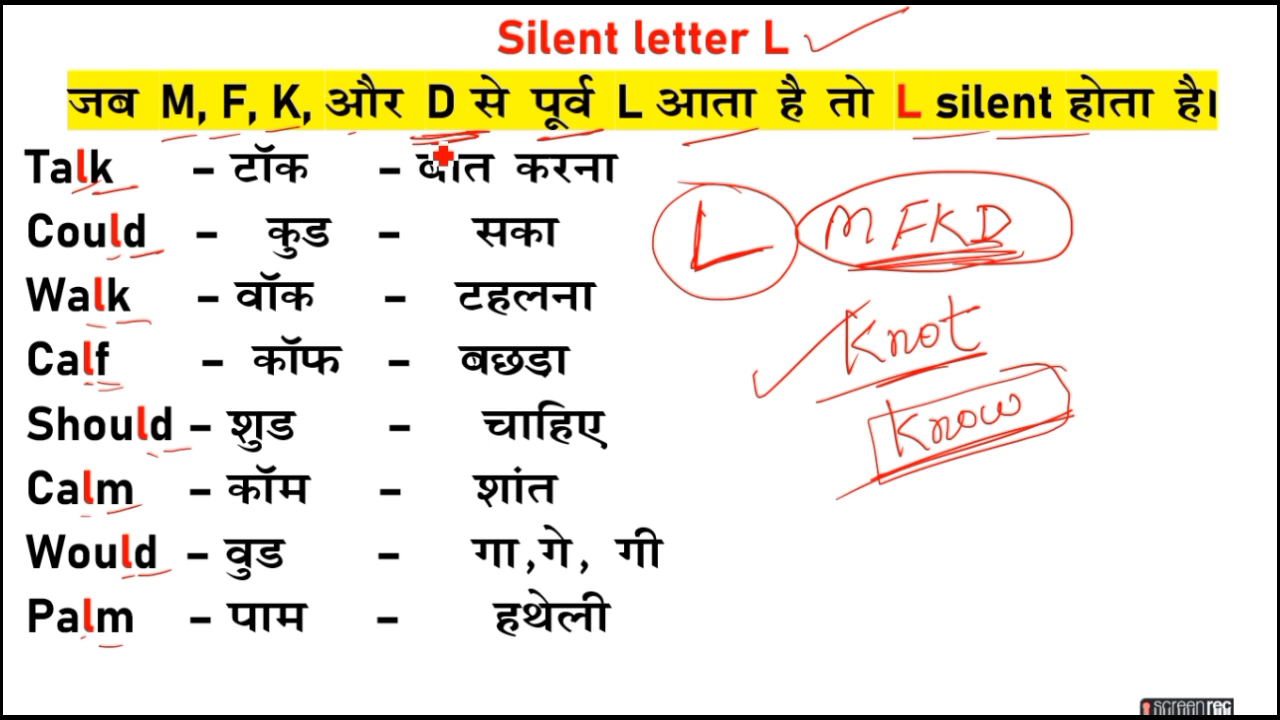 Silent letter L
जब M, F, K, और D से पूर्व L आता है तो L silent होता है।
Talk – टॉक – बात करना
Could – कुड – सका
Walk – वॉक – टहलना
Calf – कॉफ – बछड़ा
Should – शुड – चाहिए
Calm – कॉम – शांत
Would – वुड – गा,गे, गी
Palm – पाम – हथेली
L MFKD
Knot
Know
screenrec